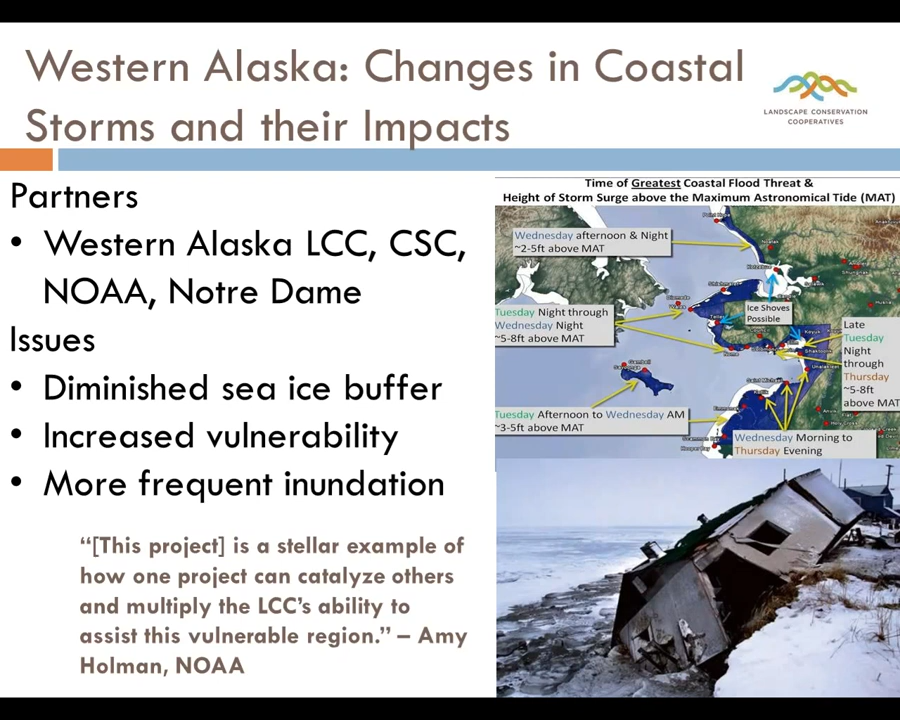 Western Alaska: Changes in Coastal
Storms and their Impacts
LANDSCAPE CONSERVATION
COOPERATIVES
Partners
• Western Alaska LCC, CSC,
NOAA, Notre Dame
Issues
• Diminished sea ice buffer
• Increased vulnerability
• More frequent inundation
“[This project] is a stellar example of
how one project can catalyze others
and multiply the LCC’s ability to
assist this vulnerable region.” – Amy
Holman, NOAA
Time of Greatest Coastal Flood Threat &
Height of Storm Surge above the Maximum Astronomical Tide (MAT)
Wednesday afternoon & Night
~2-5ft above MAT
Kotzebue
Ice Shoves
Possible
Tuesday Night through
Wednesday Night
~5-8ft above MAT
Late
Tuesday
Night
through
Thursday
~5-8ft
above MAT
Nome
Gambell
Tuesday Afternoon to Wednesday AM
~3-5ft above MAT
Wednesday Morning to
Thursday Evening